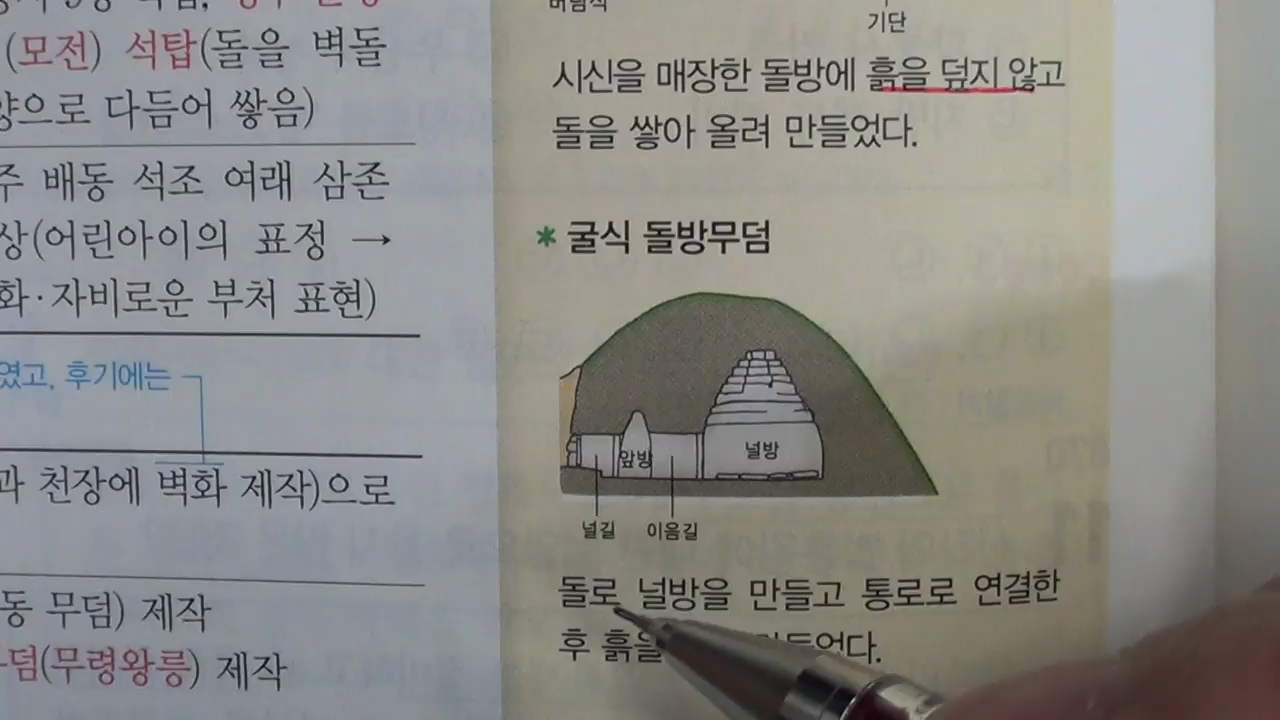 (모전) 석탑(돌을 벽돌
으로 다듬어 쌓음)
배동 석조 여래 삼존
상(어린아이의 표정 →
화·자비로운 부처 표현)
였고, 후기에는
과 천장에 벽화 제작)으로
동 무덤) 제작
덤(무령왕릉) 제작
기단
시신을 매장한 돌방에 흙을 덮지 않고
돌을 쌓아 올려 만들었다.
* 굴식 돌방무덤
앞방
널방
널길 이음길
돌로 널방을 만들고 통로로 연결한
후 흙을